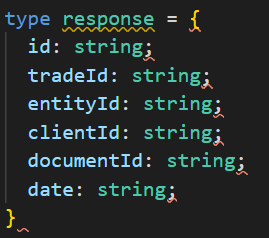 type response = {
  id: string;
  tradeId: string;
  entityId: string;
  clientId: string;
  documentId: string;
  date: string;
}